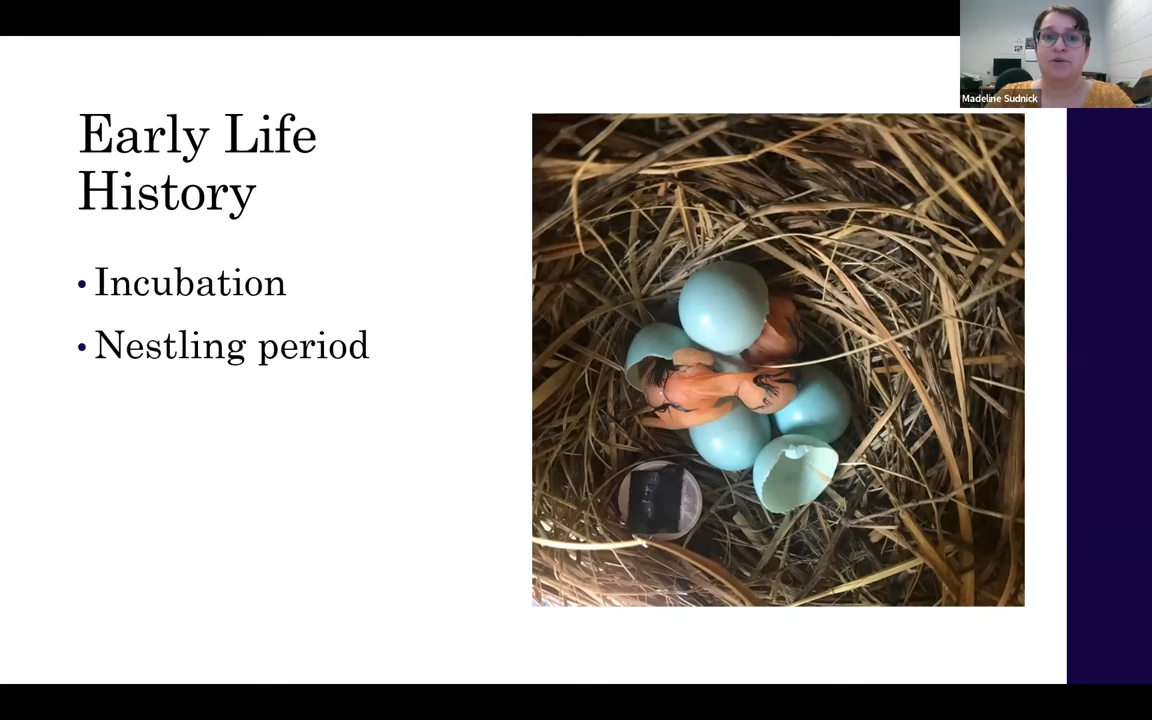 Madeline Sudnick
Early Life
History
• Incubation
• Nestling period